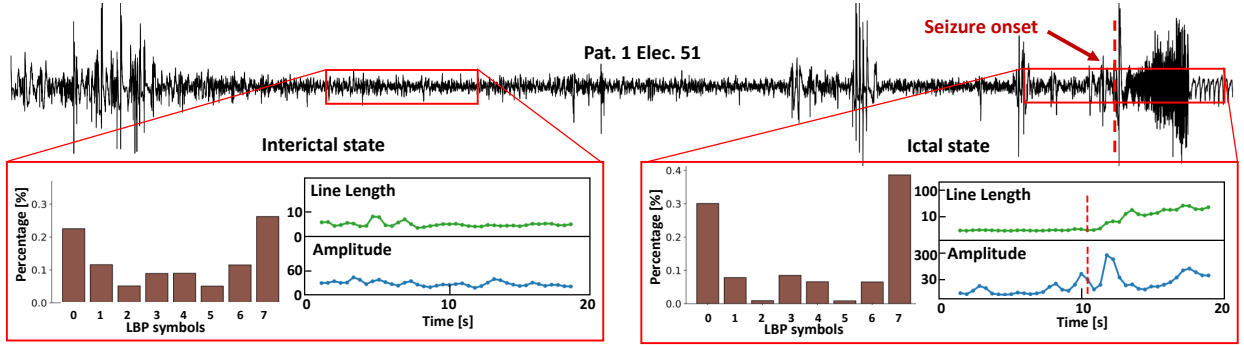 Seizure onset
Pat. 1 Elec. 51
Interictal state
Ictal state
Percentage [%]
0.3
0.2
0.1
0.0
0 1 2 3 4 5 6 7
LBP symbols
Line Length
10
0
Amplitude
60
0
0 10 20
Time [s]
Percentage [%]
0.4
0.3
0.2
0.1
0.0
0 1 2 3 4 5 6 7
LBP symbols
Line Length
100
10
Amplitude
300
30
0 10 20
Time [s]